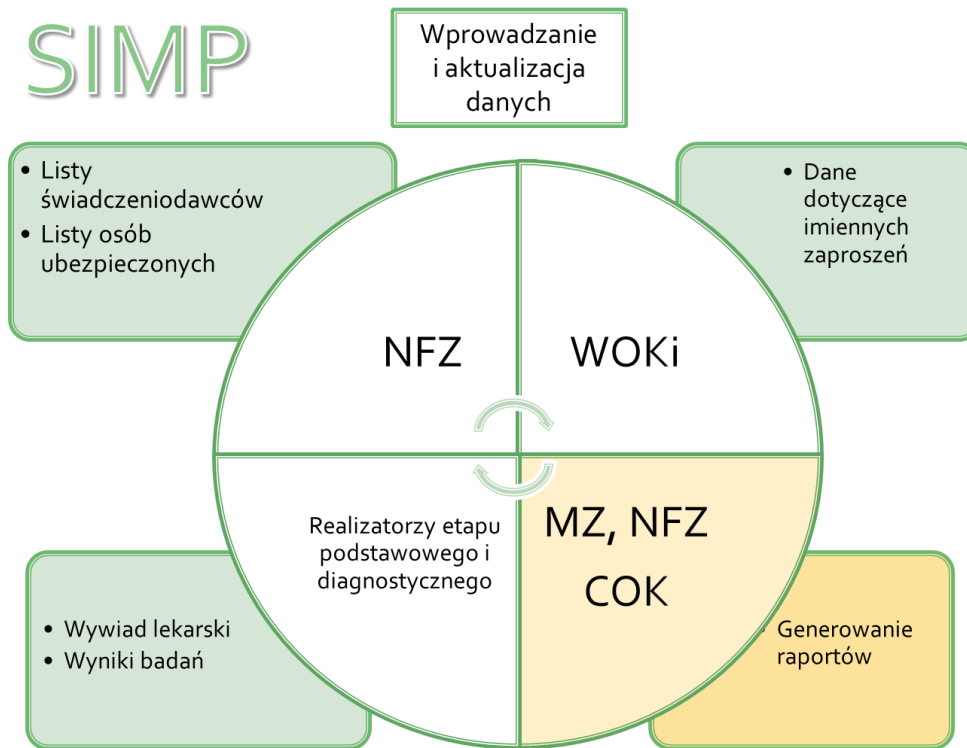 SIMP
Wprowadzanie
i aktualizacja
danych
• Listy
świadczeniodawców
• Listy osób
ubezpieczonych
• Dane
dotyczące
imiennych
zaproszeń
NFZ
WOKi
Realizatorzy etapu
podstawowego i
diagnostycznego
MZ, NFZ
COK
• Wywiad lekarski
• Wyniki badań
• Generowanie
raportów